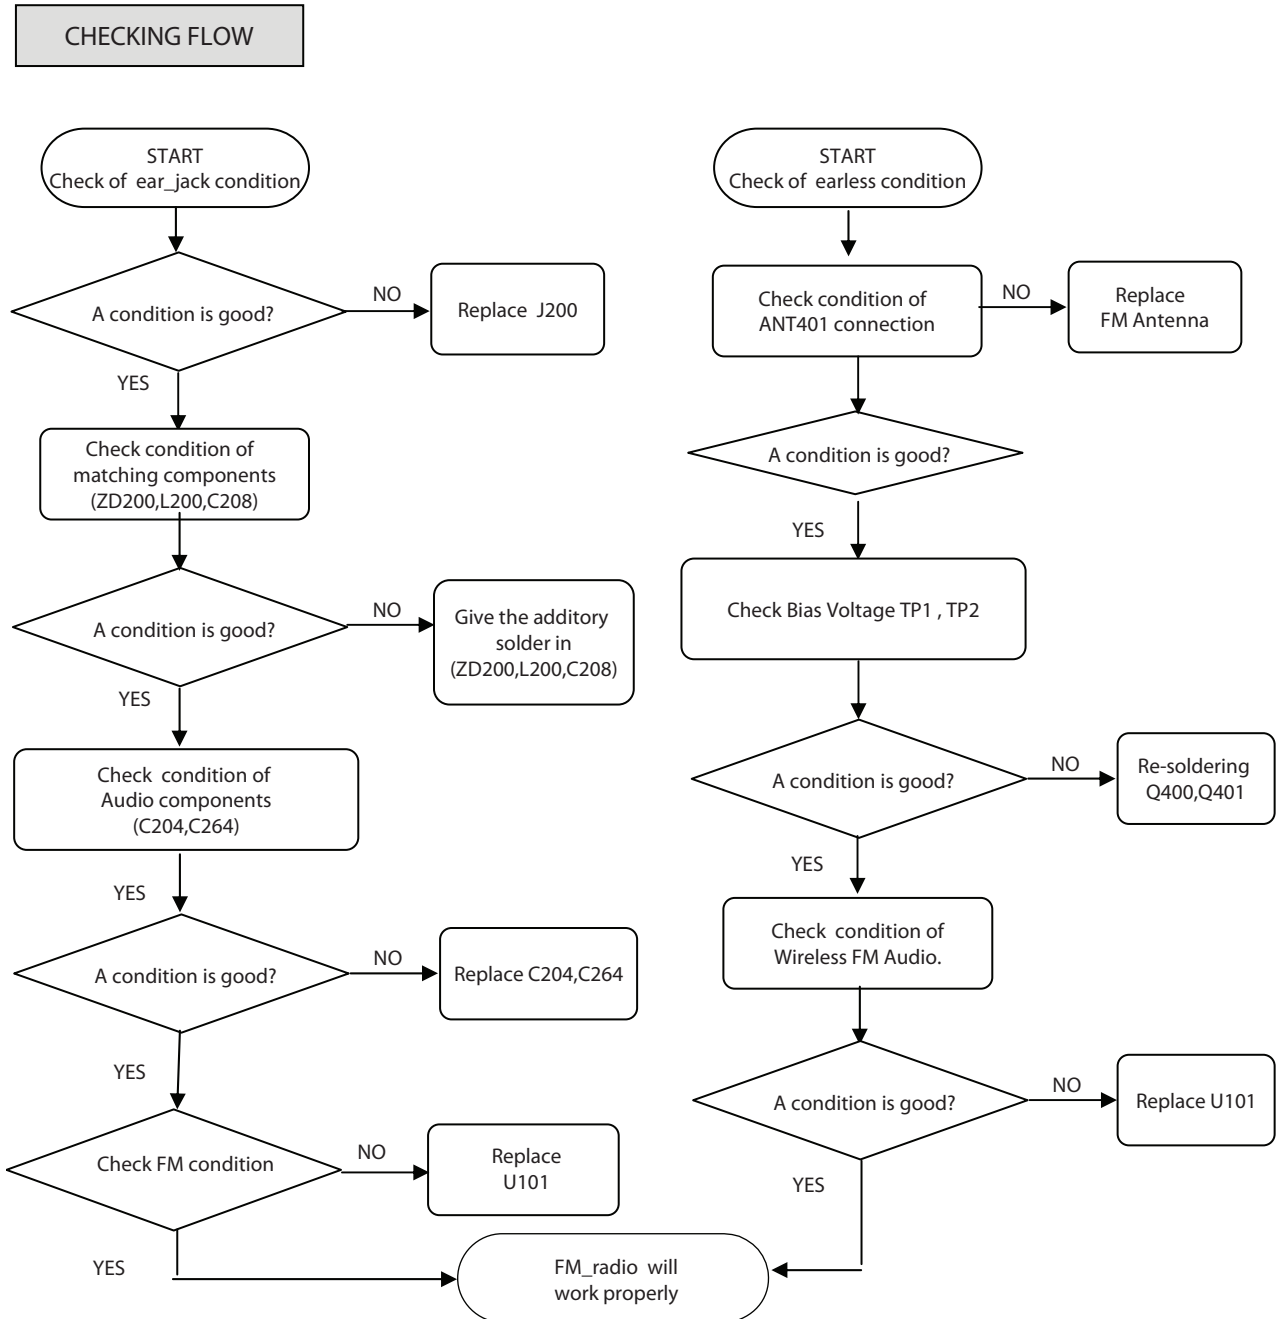 CHECKING FLOW
START
Check of ear_jack condition
A condition is good?
NO
Replace J200
YES
Check condition of
matching components
(ZD200,L200,C208)
A condition is good?
NO
Give the additory
solder in
(ZD200,L200,C208)
YES
Check condition of
Audio components
(C204,C264)
YES
A condition is good?
NO
Replace C204,C264
YES
Check FM condition
NO
Replace
U101
YES
START
Check of earless condition
Check condition of
ANT401 connection
NO
Replace
FM Antenna
A condition is good?
YES
Check Bias Voltage TP1 , TP2
A condition is good?
NO
Re-soldering
Q400,Q401
YES
Check condition of
Wireless FM Audio.
A condition is good?
NO
Replace U101
YES
FM_radio will
work properly